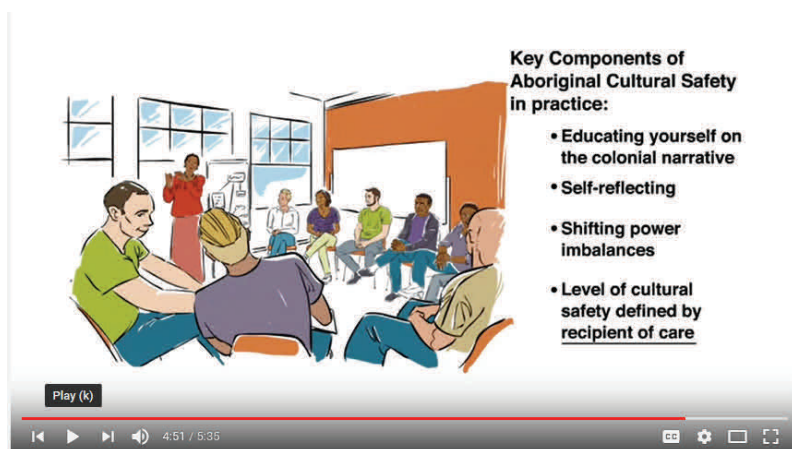 Key Components of
Aboriginal Cultural Safety
in practice:
• Educating yourself on
the colonial narrative
• Self-reflecting
• Shifting power
imbalances
• Level of cultural
safety defined by
recipient of care
Play (k)
4:51 / 5:35
CC